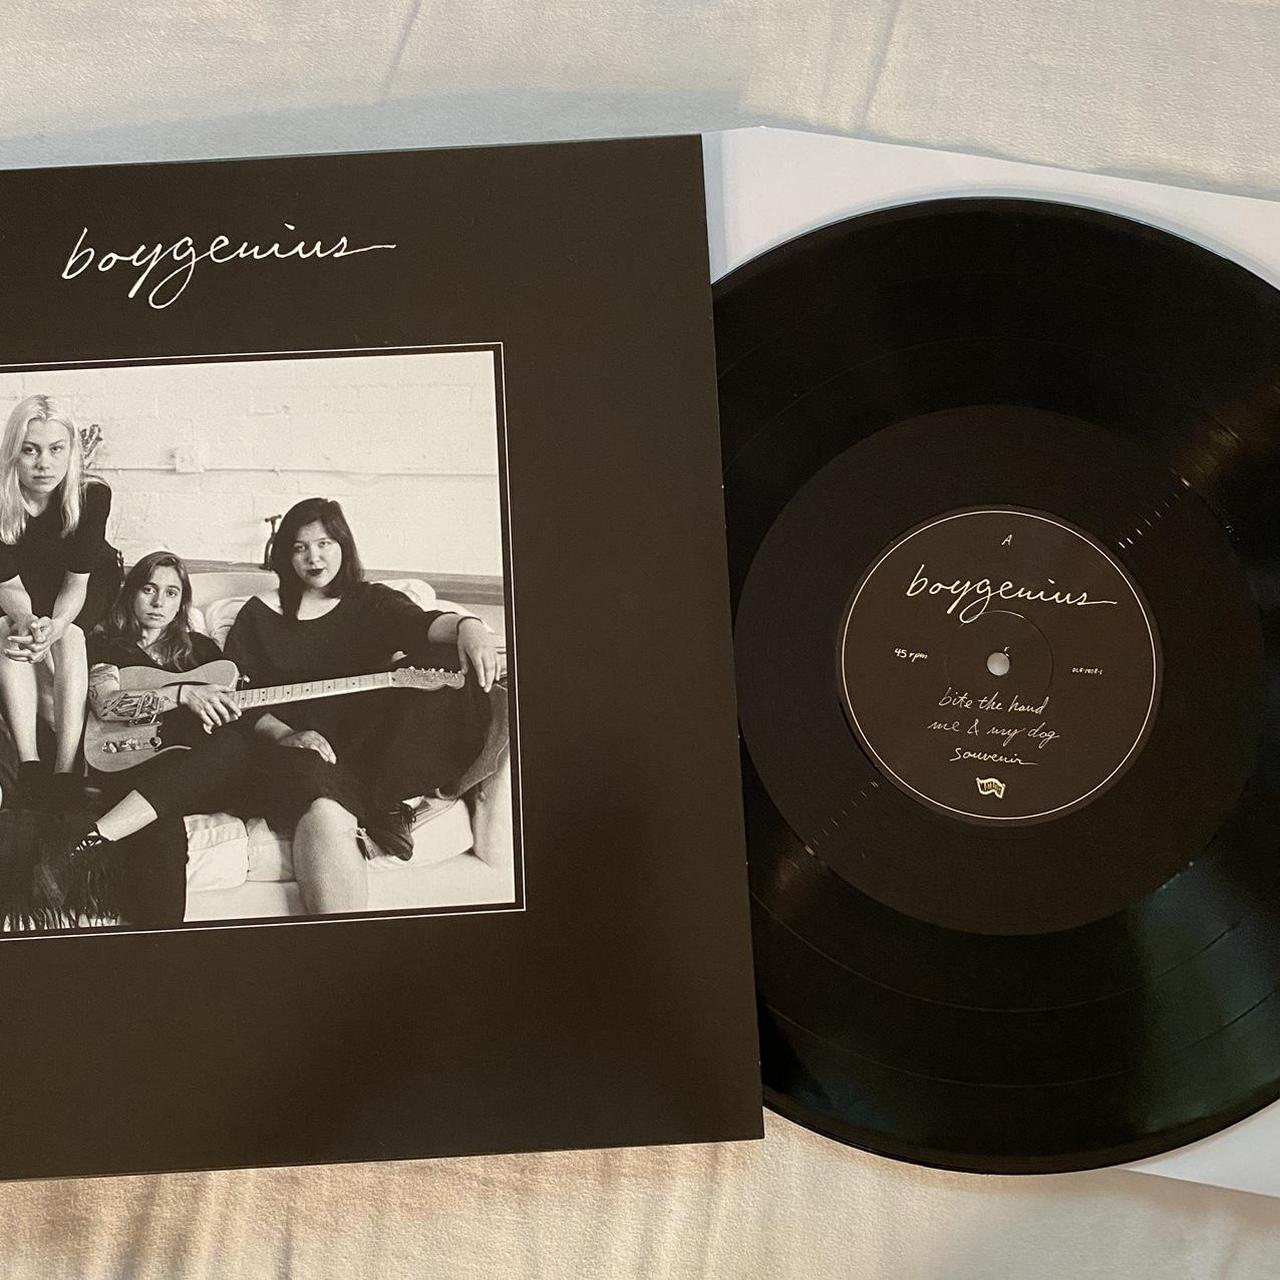 boygenius
A
boygenius
45 rpm
bite the hand
me & my dog
souvenir